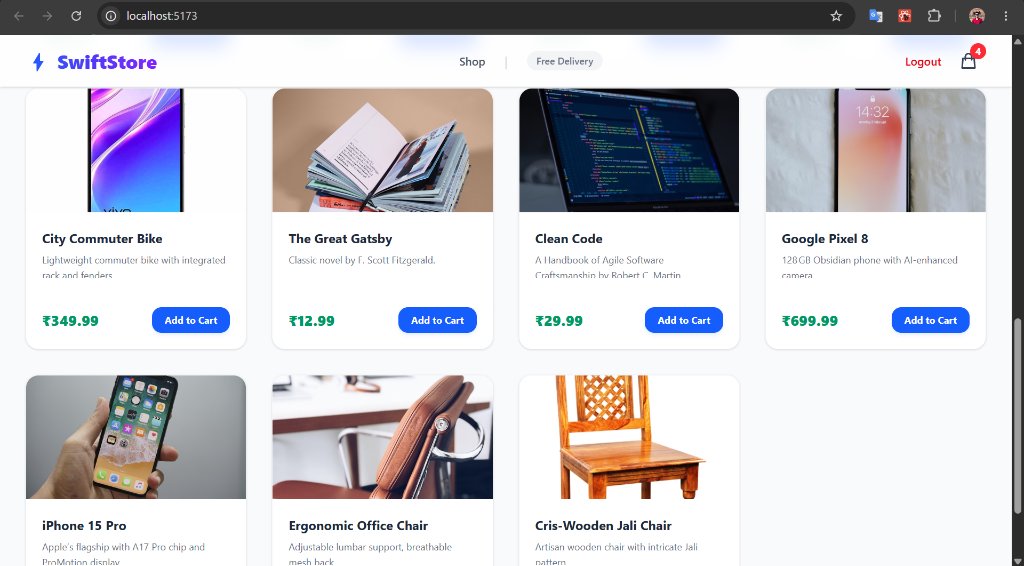 localhost:5173
SwiftStore
Shop
Free Delivery
Logout
4
vivo
14:32
City Commuter Bike
The Great Gatsby
Clean Code
Google Pixel 8
Lightweight commuter bike with integrated
rack and fenders
Classic novel by F. Scott Fitzgerald.
A Handbook of Agile Software
Craftsmanship by Robert C. Martin
128GB Obsidian phone with AI-enhanced
camera
₹349.99
Add to Cart
₹12.99
Add to Cart
₹29.99
Add to Cart
₹699.99
Add to Cart
iPhone 15 Pro
Ergonomic Office Chair
Cris-Wooden Jali Chair
Apple's flagship with A17 Pro chip and
ProMotion display
Adjustable lumbar support, breathable
mesh back
Artisan wooden chair with intricate Jali
pattern